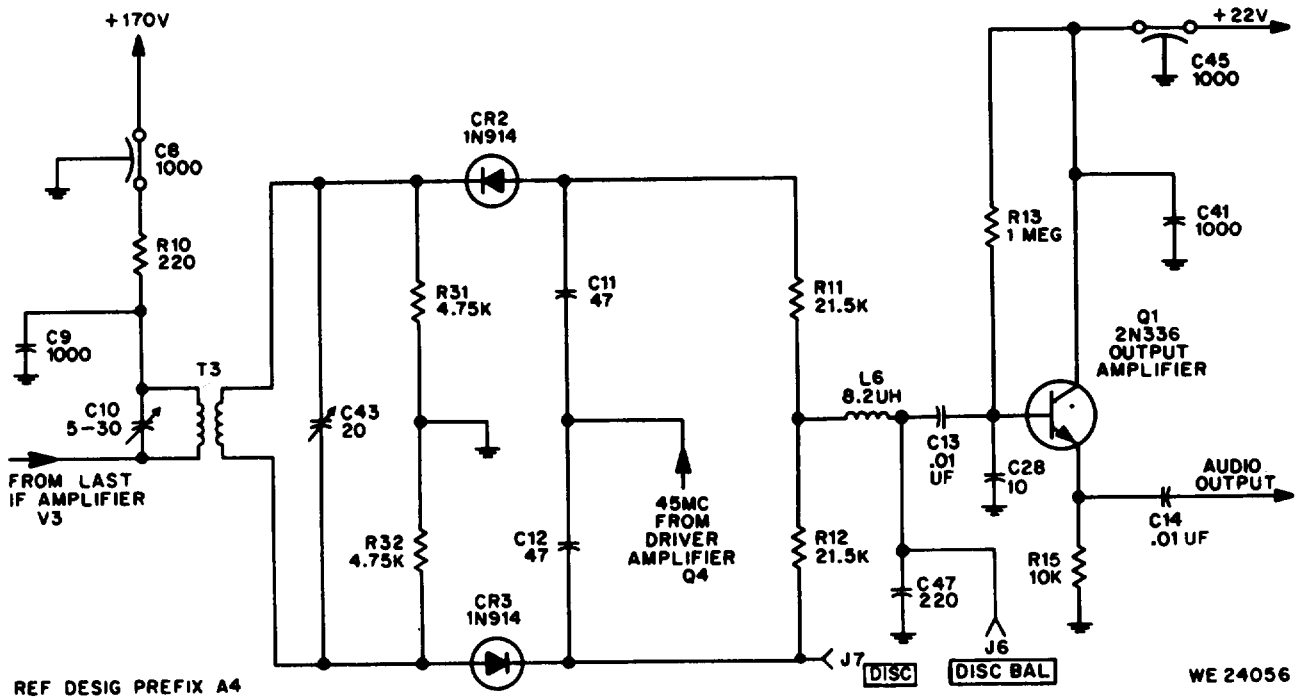 +170V
C8
1000
R10
220
C9
1000
T3
C10
5-30
FROM LAST
IF AMPLIFIER
V3
C43
20
R31
4.75K
R32
4.75K
CR2
1N914
CR3
1N914
C11
47
C12
47
45MC
FROM
DRIVER
AMPLIFIER
Q4
R11
21.5K
R12
21.5K
J7
DISC
L6
8.2UH
C13
.01
UF
C47
220
J6
DISC BAL
C28
10
R13
1 MEG
+22V
C45
1000
C41
1000
Q1
2N336
OUTPUT
AMPLIFIER
R15
10K
AUDIO
OUTPUT
C14
.01 UF
REF DESIG PREFIX A4
WE 24056